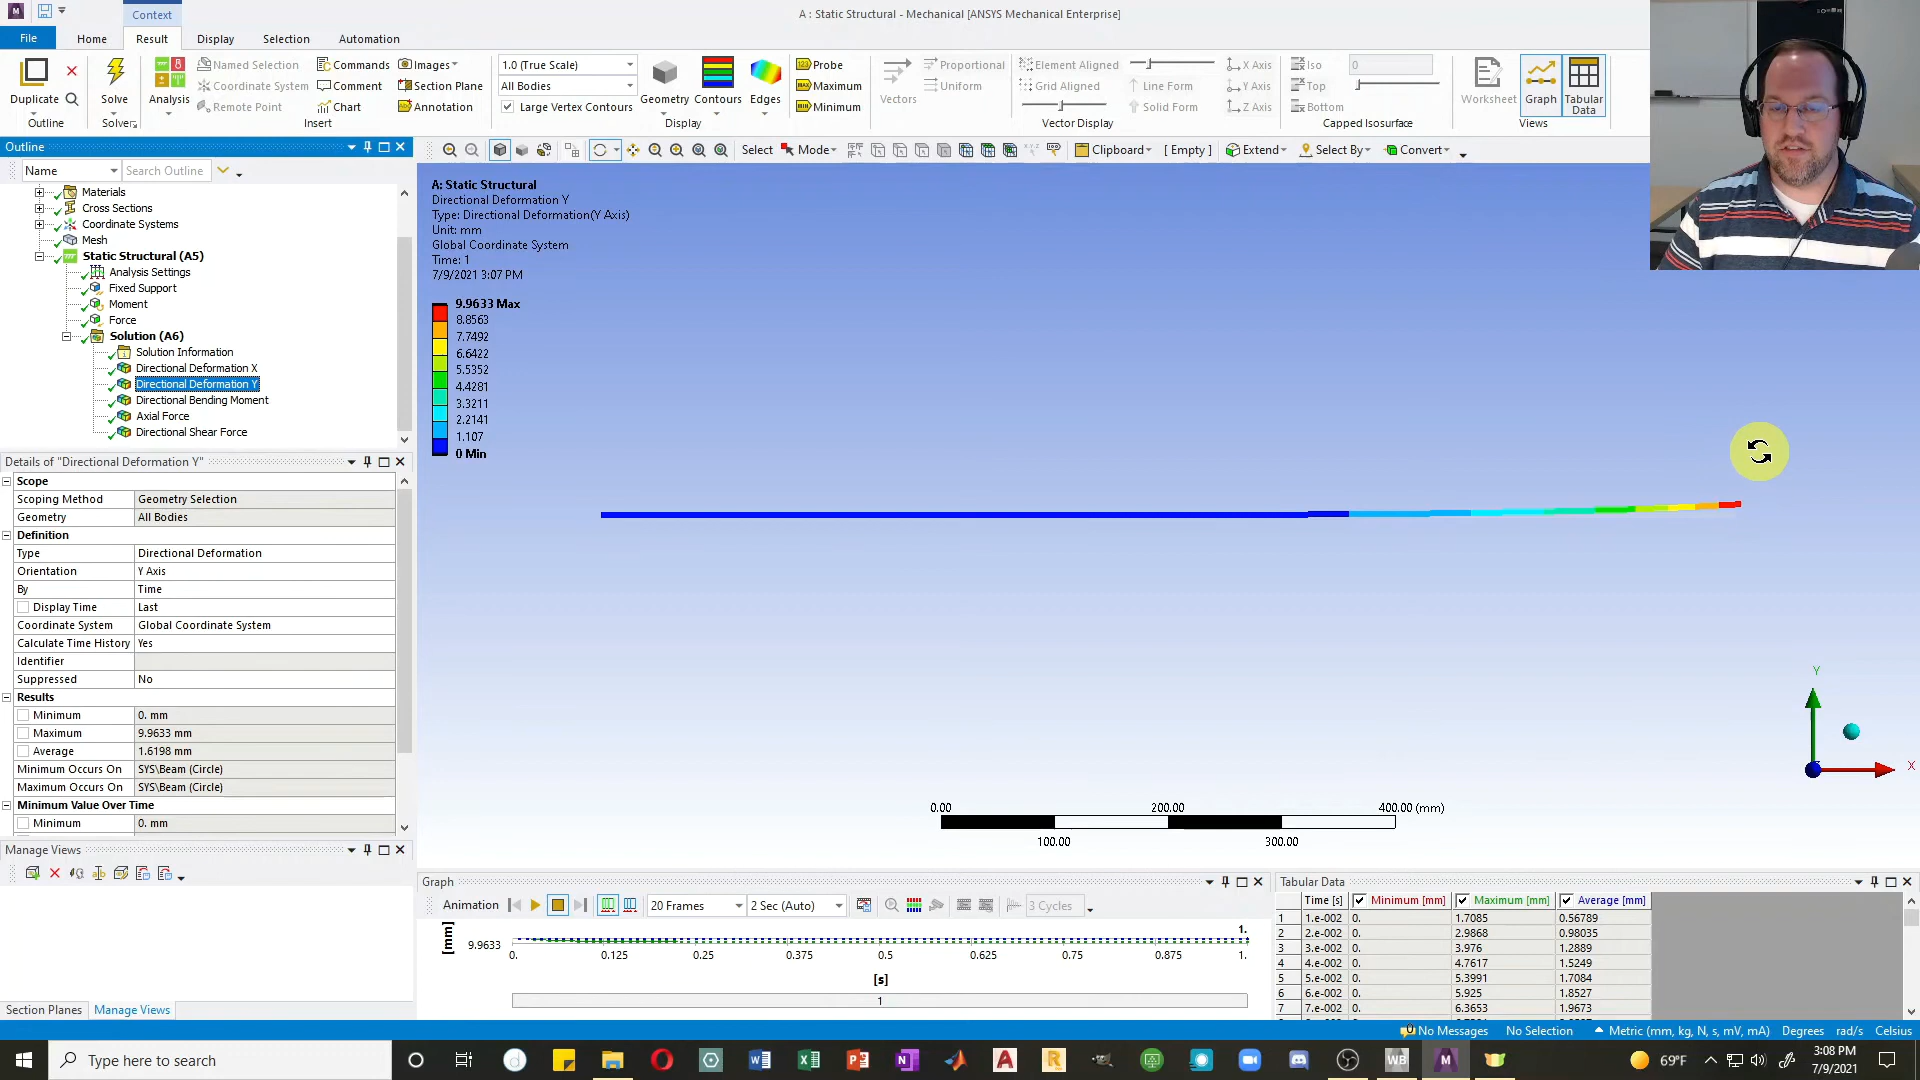 Context
A : Static Structural - Mechanical [ANSYS Mechanical Enterprise]
File
Home
Result
Display
Selection
Automation
Duplicate
Outline
Solve
Solver
Analysis
Named Selection
Coordinate System
Remote Point
Commands
Comment
Chart
Images
Section Plane
Annotation
Insert
1.0 (True Scale)
All Bodies
Large Vertex Contours
Geometry
Contours
Edges
Display
Probe
Maximum
Minimum
Vectors
Proportional
Uniform
Element Aligned
Grid Aligned
Line Form
Solid Form
X Axis
Y Axis
Z Axis
Vector Display
Iso
Top
Bottom
0
Capped Isosurface
Worksheet
Graph
Tabular
Data
Views
Outline
Name
Search Outline
Select
Mode
Clipboard
[ Empty ]
Extend
Select By
Convert
Materials
Cross Sections
Coordinate Systems
Mesh
Static Structural (A5)
Analysis Settings
Fixed Support
Moment
Force
Solution (A6)
Solution Information
Directional Deformation X
Directional Deformation Y
Directional Bending Moment
Axial Force
Directional Shear Force
A: Static Structural
Directional Deformation Y
Type: Directional Deformation(Y Axis)
Unit: mm
Global Coordinate System
Time: 1
7/9/2021 3:07 PM
9.9633 Max
8.8563
7.7492
6.6422
5.5352
4.4281
3.3211
2.2141
1.107
0 Min
Y
X
0.00
200.00
400.00 (mm)
100.00
300.00
Details of "Directional Deformation Y"
Scope
Scoping Method Geometry Selection
Geometry All Bodies
Definition
Type Directional Deformation
Orientation Y Axis
By Time
Display Time Last
Coordinate System Global Coordinate System
Calculate Time History Yes
Identifier
Suppressed No
Results
Minimum 0. mm
Maximum 9.9633 mm
Average 1.6198 mm
Minimum Occurs On SYS\Beam (Circle)
Maximum Occurs On SYS\Beam (Circle)
Minimum Value Over Time
Minimum 0. mm
Manage Views
Section Planes
Manage Views
Graph
Animation
20 Frames
2 Sec (Auto)
3 Cycles
[mm]
9.9633
1.
0. 0.125 0.25 0.375 0.5 0.625 0.75 0.875 1.
[s]
1
Tabular Data
Time [s] Minimum [mm] Maximum [mm] Average [mm]
1 1.e-002 0. 1.7085 0.56789
2 2.e-002 0. 2.9868 0.98035
3 3.e-002 0. 3.976 1.2889
4 4.e-002 0. 4.7617 1.5249
5 5.e-002 0. 5.3991 1.7084
6 6.e-002 0. 5.925 1.8527
7 7.e-002 0. 6.3653 1.9673
No Messages
No Selection
Metric (mm, kg, N, s, mV, mA)
Degrees
rad/s
Celsius
Type here to search
69°F
3:08 PM
7/9/2021